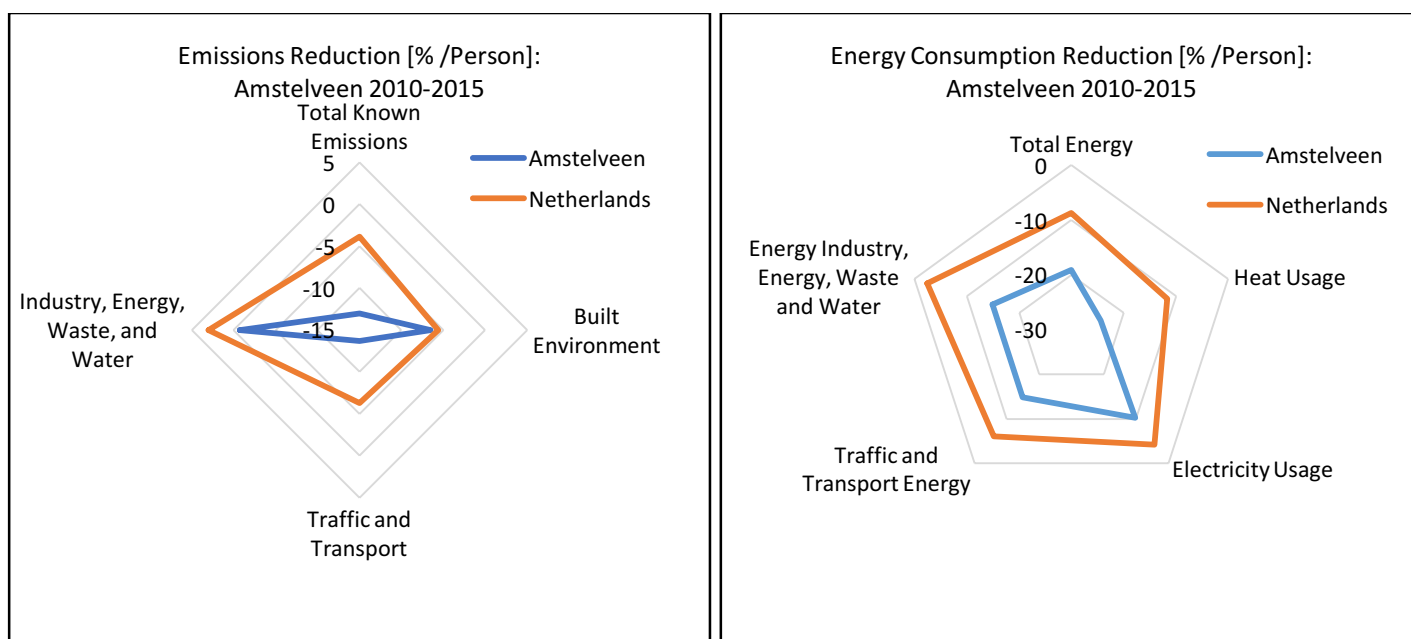 Emissions Reduction [% /Person]:
Amstelveen 2010-2015
Total Known
Emissions
5
0
-5
-10
-15
Amstelveen
Netherlands
Industry, Energy,
Waste, and
Water
Built
Environment
Traffic and
Transport
Energy Consumption Reduction [% /Person]:
Amstelveen 2010-2015
Total Energy
0
-10
-20
-30
Amstelveen
Netherlands
Energy Industry,
Energy, Waste
and Water
Heat Usage
Traffic and
Transport Energy
Electricity Usage